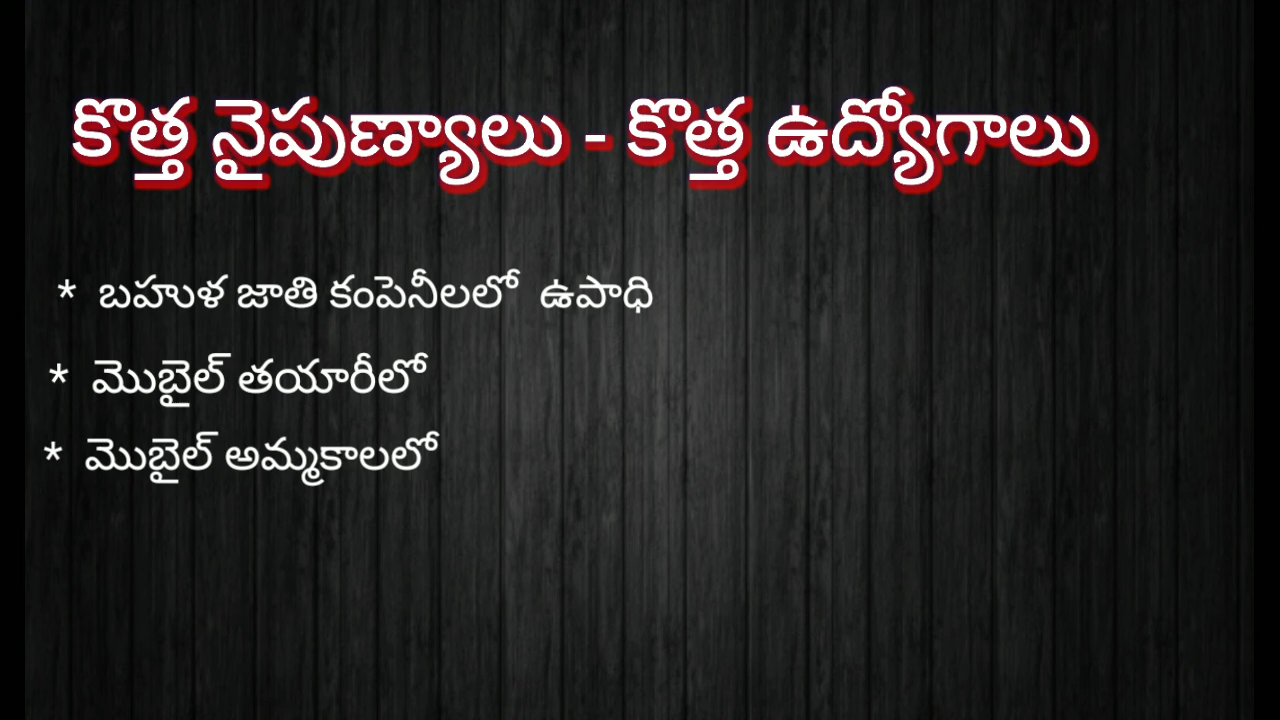 కొత్త నైపుణ్యాలు - కొత్త ఉద్యోగాలు
* బహుళ జాతి కంపెనీలలో ఉపాధి
* మొబైల్ తయారీలో
* మొబైల్ అమ్మకాలలో